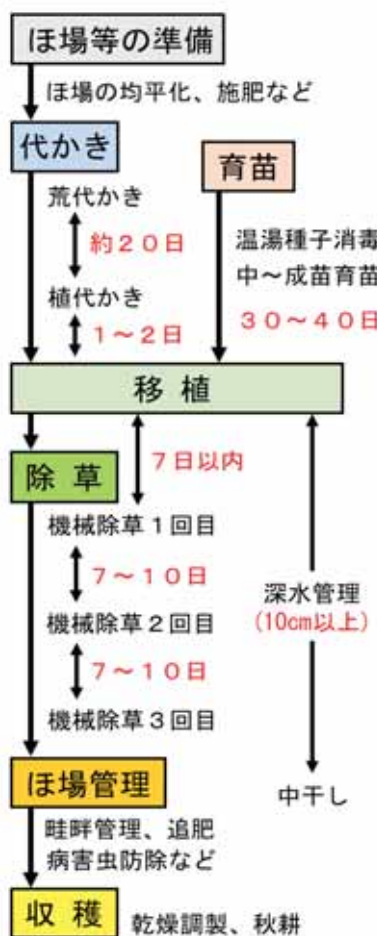 ほ場等の準備
ほ場の均平化、施肥など
代かき
育苗
荒代かき
約20日
植代かき
1~2日
温湯種子消毒
中~成苗育苗
30~40日
移植
7日以内
除草
機械除草1回目
7~10日
機械除草2回目
7~10日
機械除草3回目
深水管理
(10cm以上)
中干し
ほ場管理
畦畔管理、追肥
病害虫防除など
収穫
乾燥調製、秋耕